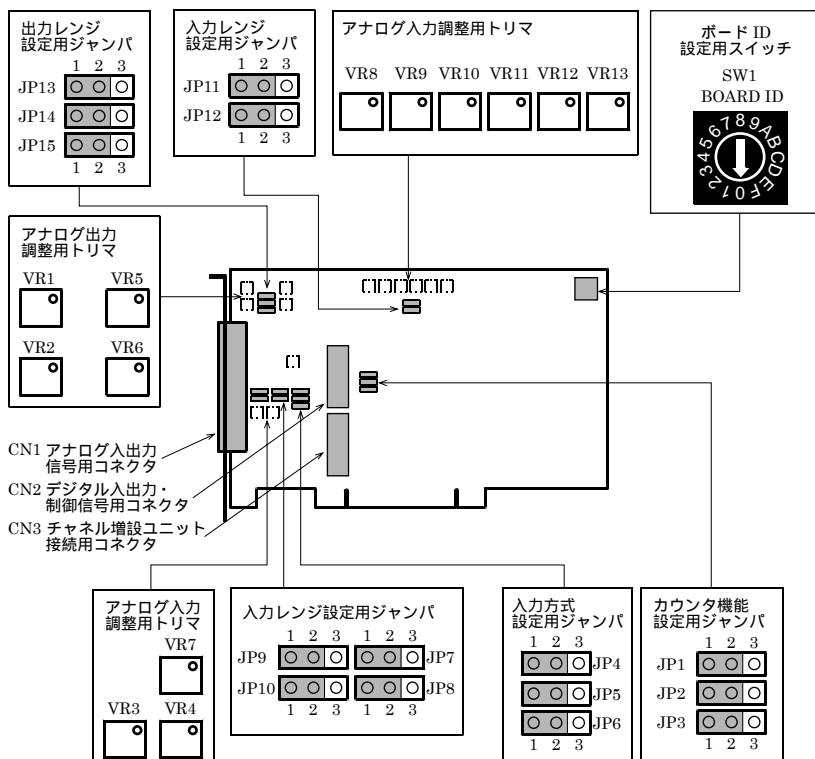 出力レンジ
設定用ジャンパ
1 2 3
JP13
JP14
JP15
1 2 3
入力レンジ
設定用ジャンパ
1 2 3
JP11
JP12
1 2 3
アナログ入力調整用トリマ
VR8 VR9 VR10 VR11 VR12 VR13
ボード ID
設定用スイッチ
SW1
BOARD ID
0123456789ABCDEF
アナログ出力
調整用トリマ
VR1 VR5
VR2 VR6
CN1 アナログ入出力
信号用コネクタ
CN2 デジタル入出力・
制御信号用コネクタ
CN3 チャネル増設ユニット
接続用コネクタ
アナログ入力
調整用トリマ
VR7
VR3 VR4
入力レンジ設定用ジャンパ
1 2 3 1 2 3
JP9 JP7
JP10 JP8
1 2 3 1 2 3
入力方式
設定用ジャンパ
1 2 3
JP4
JP5
JP6
1 2 3
カウンタ機能
設定用ジャンパ
1 2 3
JP1
JP2
JP3
1 2 3